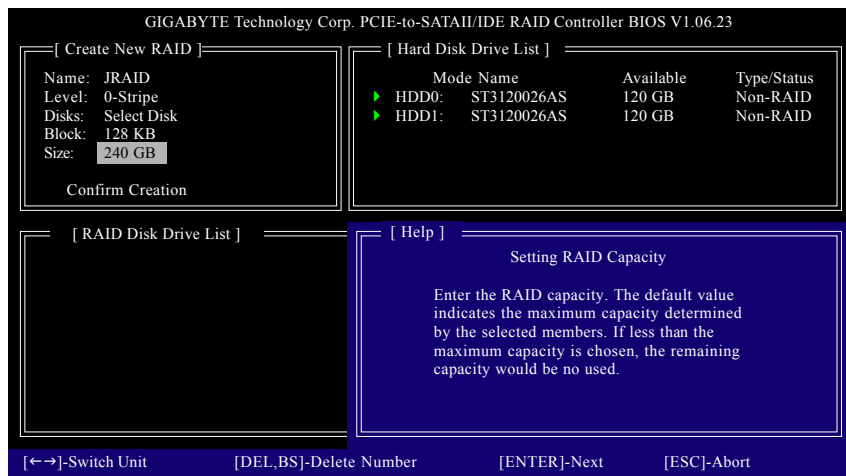 GIGABYTE Technology Corp. PCIE-to-SATAII/IDE RAID Controller BIOS V1.06.23
[ Create New RAID ]
Name: JRAID
Level: 0-Stripe
Disks: Select Disk
Block: 128 KB
Size: 240 GB
Confirm Creation
[ Hard Disk Drive List ]
Mode Name Available Type/Status
HDD0: ST3120026AS 120 GB Non-RAID
HDD1: ST3120026AS 120 GB Non-RAID
[ RAID Disk Drive List ]
[ Help ]
Setting RAID Capacity
Enter the RAID capacity. The default value
indicates the maximum capacity determined
by the selected members. If less than the
maximum capacity is chosen, the remaining
capacity would be no used.
[←→]-Switch Unit [DEL,BS]-Delete Number [ENTER]-Next [ESC]-Abort